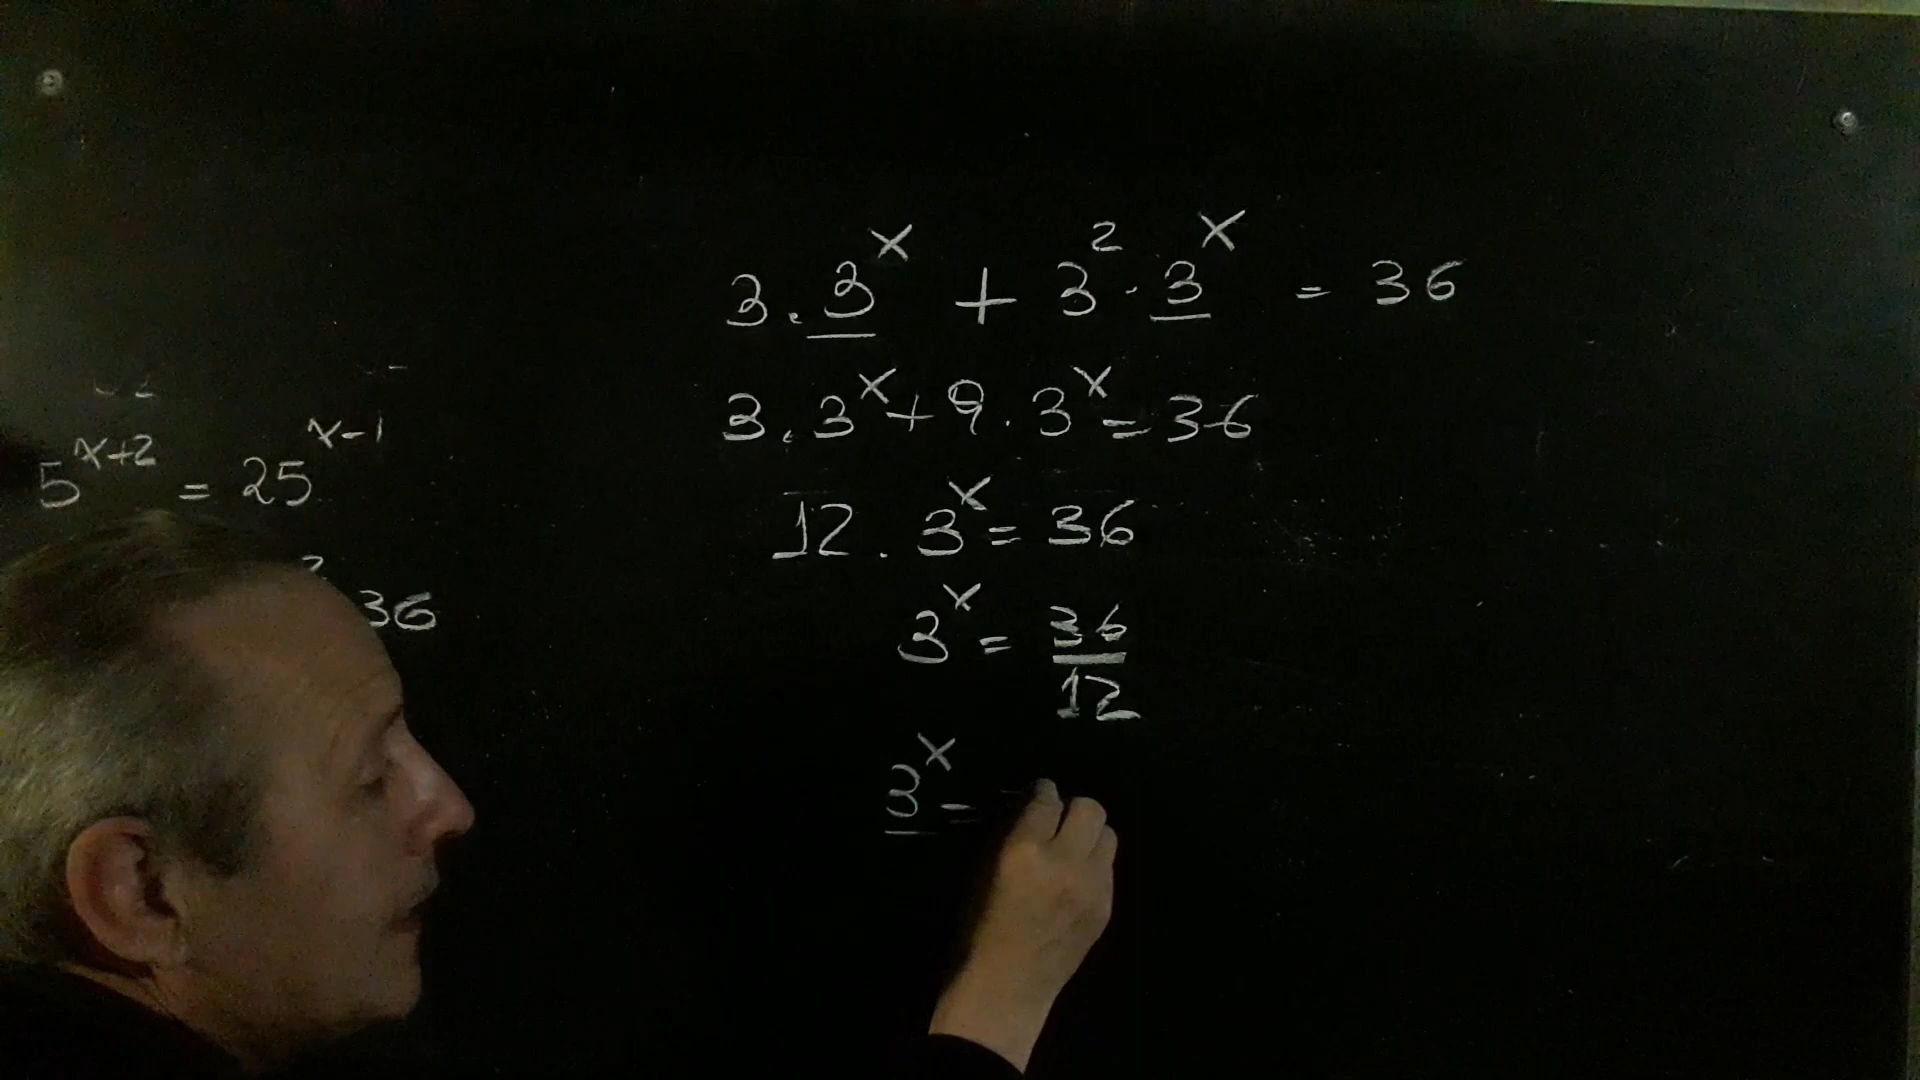 5^{x+2} = 25^{x-1}
36
3 . 3^x + 3^2 . 3^x = 36
3 . 3^x + 9 . 3^x = 36
12 . 3^x = 36
3^x = 36/12
3^x =